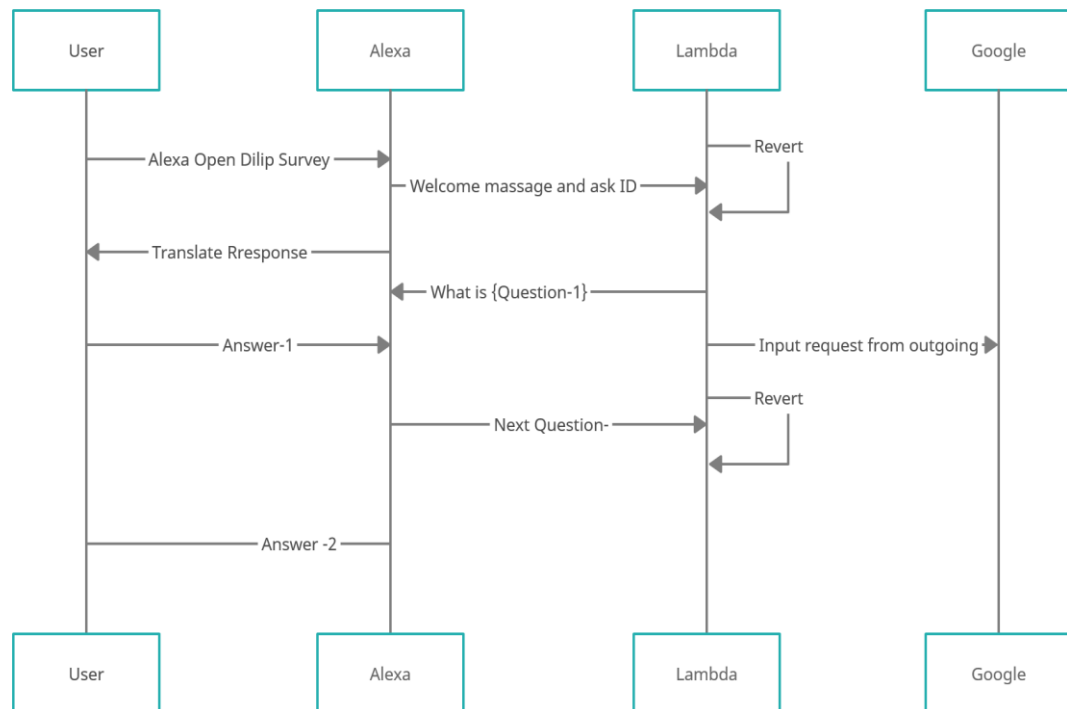 User
Alexa
Lambda
Google
Revert
Alexa Open Dilip Survey
Welcome massage and ask ID
Translate Rresponse
What is {Question-1}
Answer-1
Input request from outgoing
Revert
Next Question-
Answer -2
User
Alexa
Lambda
Google